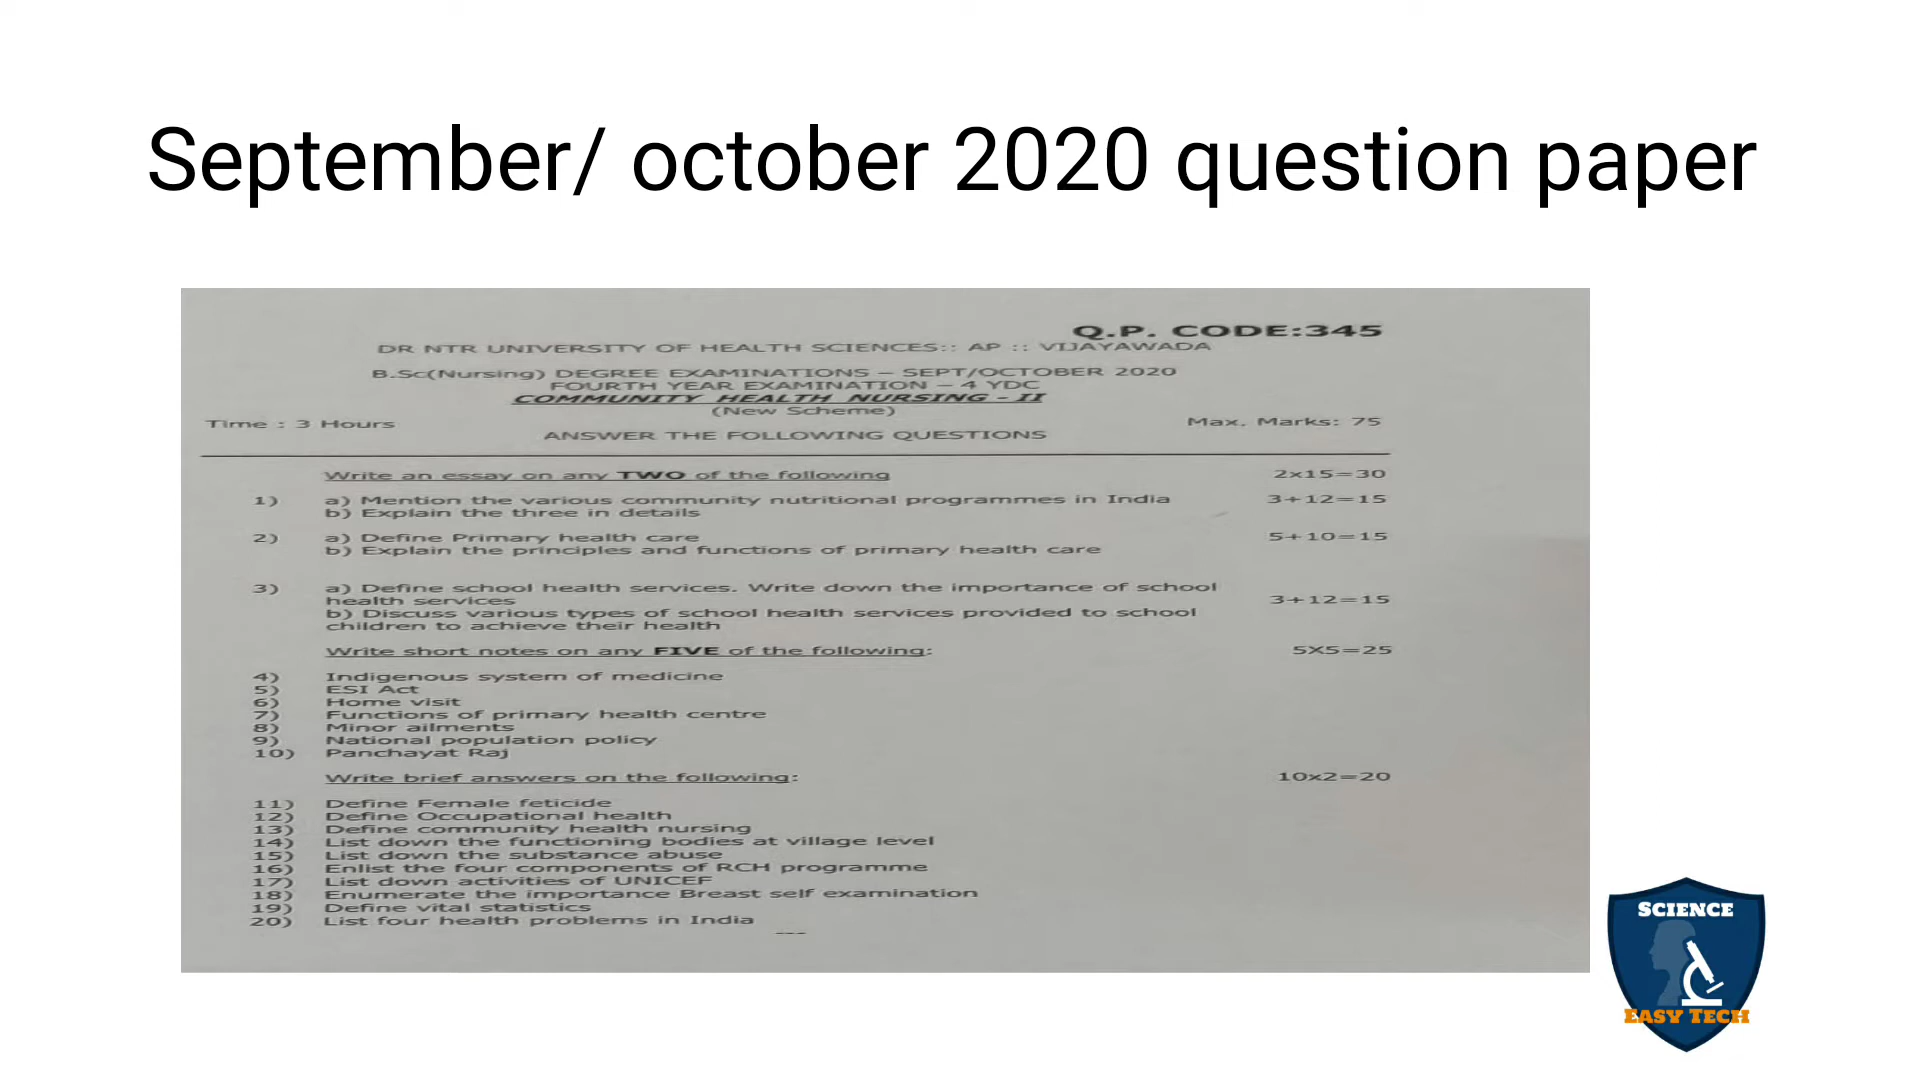 September/ october 2020 question paper
Q.P. CODE:345
DR NTR UNIVERSITY OF HEALTH SCIENCES:: AP :: VIJAYAWADA
B.Sc(Nursing) DEGREE EXAMINATIONS – SEPT/OCTOBER 2020
FOURTH YEAR EXAMINATION – 4 YDC
COMMUNITY HEALTH NURSING - II
(New Scheme)
Time : 3 Hours Max. Marks: 75
ANSWER THE FOLLOWING QUESTIONS
Write an essay on any TWO of the following 2x15=30
1) a) Mention the various community nutritional programmes in India 3+12=15
b) Explain the three in details
2) a) Define Primary health care 5+10=15
b) Explain the principles and functions of primary health care
3) a) Define school health services. Write down the importance of school
health services 3+12=15
b) Discuss various types of school health services provided to school
children to achieve their health
Write short notes on any FIVE of the following: 5X5=25
4) Indigenous system of medicine
5) ESI Act
6) Home visit
7) Functions of primary health centre
8) Minor ailments
9) National population policy
10) Panchayat Raj
Write brief answers on the following: 10x2=20
11) Define Female feticide
12) Define Occupational health
13) Define community health nursing
14) List down the functioning bodies at village level
15) List down the substance abuse
16) Enlist the four components of RCH programme
17) List down activities of UNICEF
18) Enumerate the importance Breast self examination
19) Define vital statistics
20) List four health problems in India
---
SCIENCE
EASY TECH